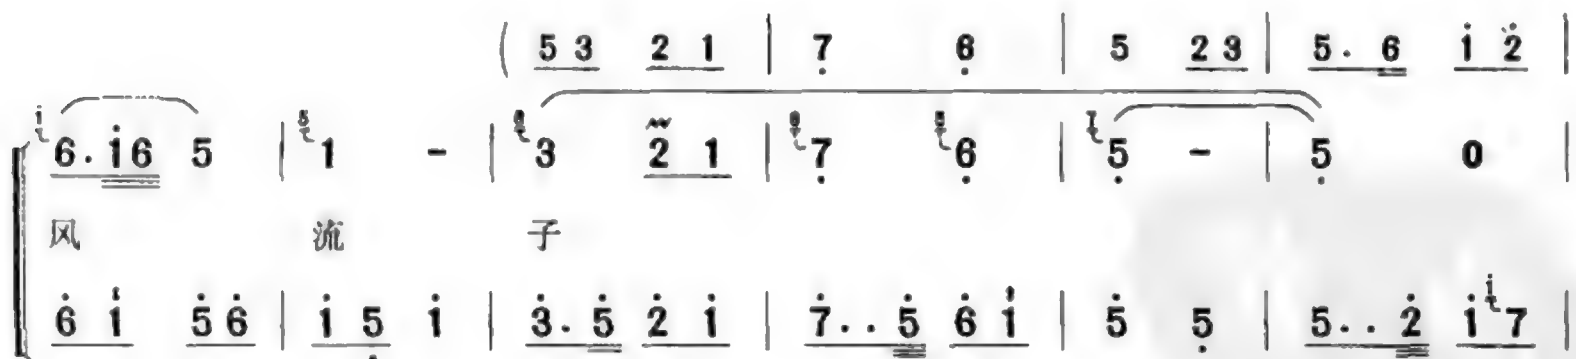 ( 5 3 2 1 | 7̣ 6̣ | 5 2 3 | 5. 6 i̇ 2̇ |
6. i̇ 6 5 | 1 - | 3 2 1 | 7̣ 6̣ | 5̣ - | 5̣ 0 |
风 流 子
6̇ i̇ 5̇ 6̇ | i̇ 5̣ i̇ | 3̇. 5̇ 2̇ i̇ | 7̇.. 5̇ 6̇ i̇ | 5̇ 5̣ | 5.. 2̇ i̇ 7 |